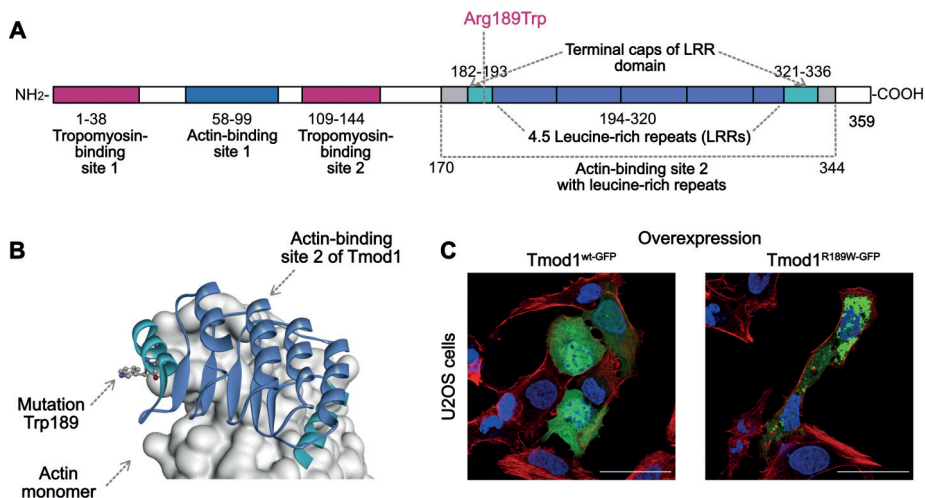 A
Arg189Trp
Terminal caps of LRR
domain
182-193
321-336
NH2-
-COOH
1-38
Tropomyosin-
binding
site 1
58-99
Actin-binding
site 1
109-144
Tropomyosin-
binding
site 2
194-320
4.5 Leucine-rich repeats (LRRs)
359
170
Actin-binding site 2
with leucine-rich repeats
344
B
Actin-binding
site 2 of Tmod1
Mutation
Trp189
Actin
monomer
C
Overexpression
Tmod1wt-GFP
Tmod1R189W-GFP
U2OS cells